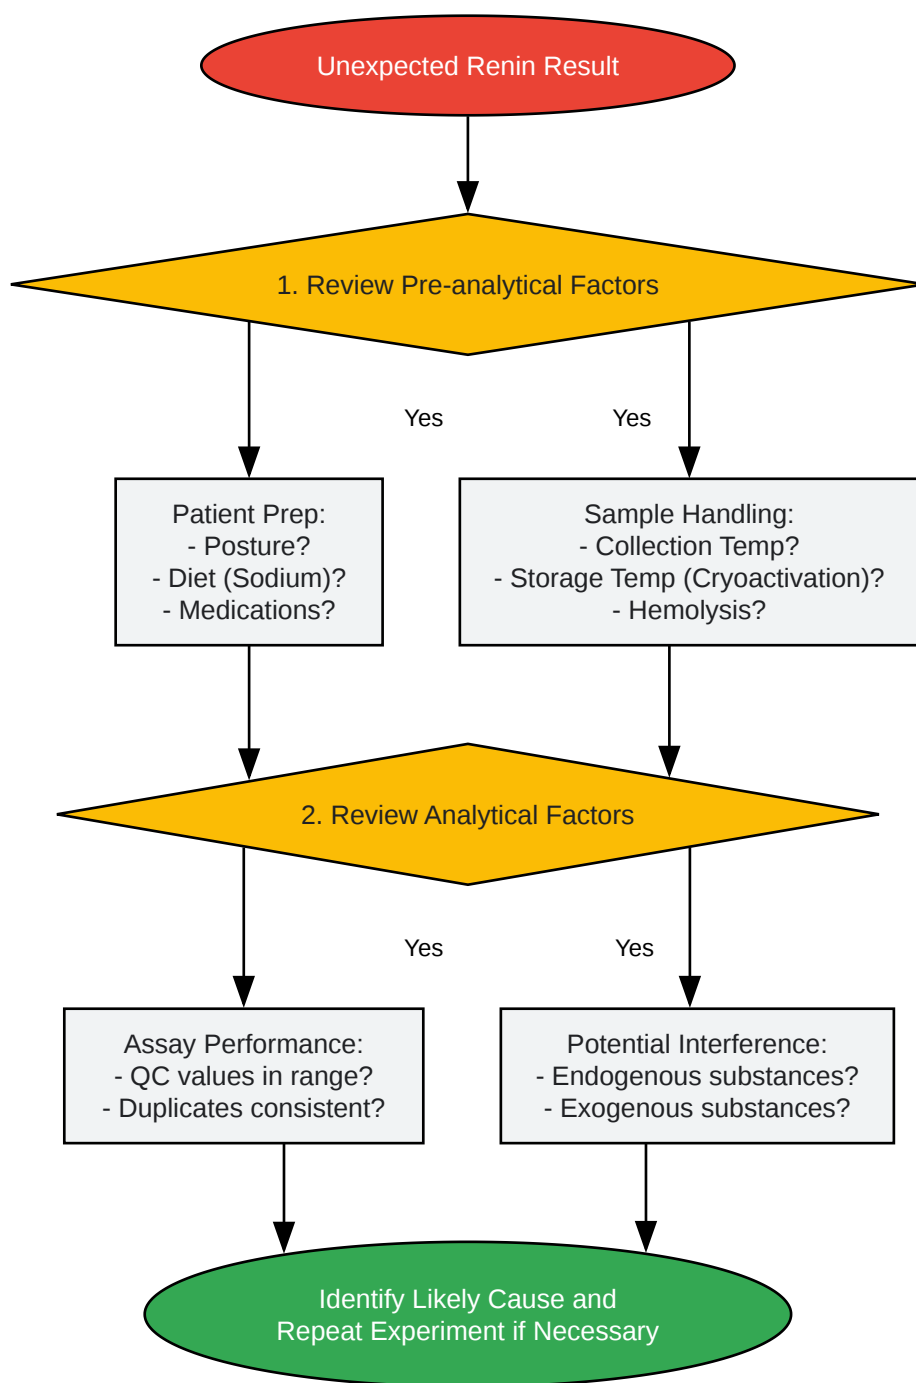 Unexpected Renin Result
1. Review Pre-analytical Factors
Yes
Yes
Patient Prep:
- Posture?
- Diet (Sodium)?
- Medications?
Sample Handling:
- Collection Temp?
- Storage Temp (Cryoactivation)?
- Hemolysis?
2. Review Analytical Factors
Yes
Yes
Assay Performance:
- QC values in range?
- Duplicates consistent?
Potential Interference:
- Endogenous substances?
- Exogenous substances?
Identify Likely Cause and
Repeat Experiment if Necessary